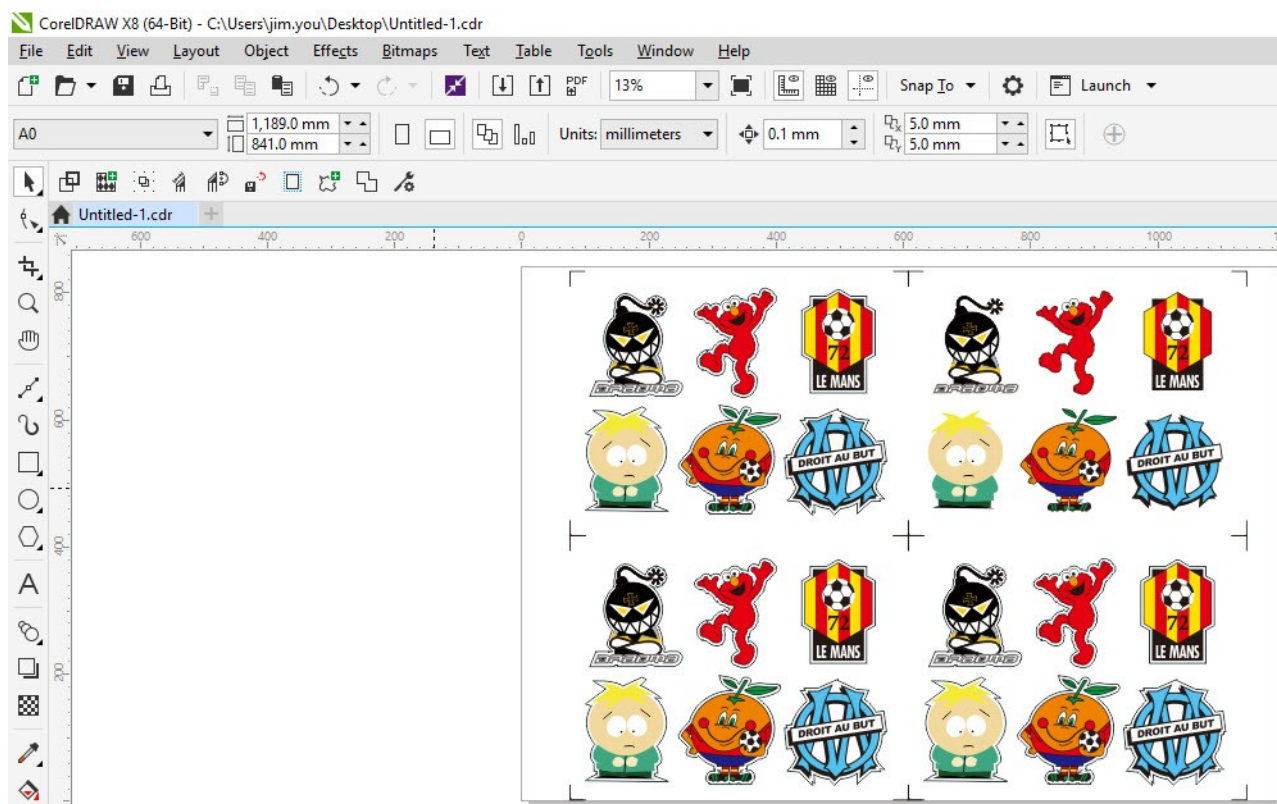 CorelDRAW X8 (64-Bit) - C:\Users\jim.you\Desktop\Untitled-1.cdr
File Edit View Layout Object Effects Bitmaps Text Table Tools Window Help
PDF 13% Snap To Launch
A0 1,189.0 mm 841.0 mm Units: millimeters 0.1 mm 5.0 mm 5.0 mm
Untitled-1.cdr
600 400 200 0 200 400 600 800 1000
800
600
400
200
72 72
LE MANS LE MANS
DROIT AU BUT DROIT AU BUT
72 72
LE MANS LE MANS
DROIT AU BUT DROIT AU BUT